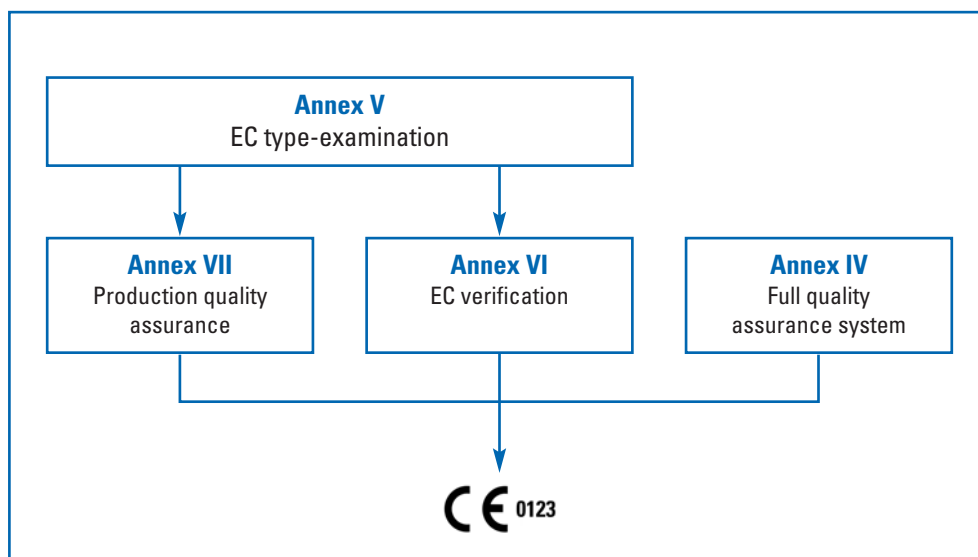 Annex V
EC type-examination
Annex VII
Production quality
assurance
Annex VI
EC verification
Annex IV
Full quality
assurance system
CE 0123